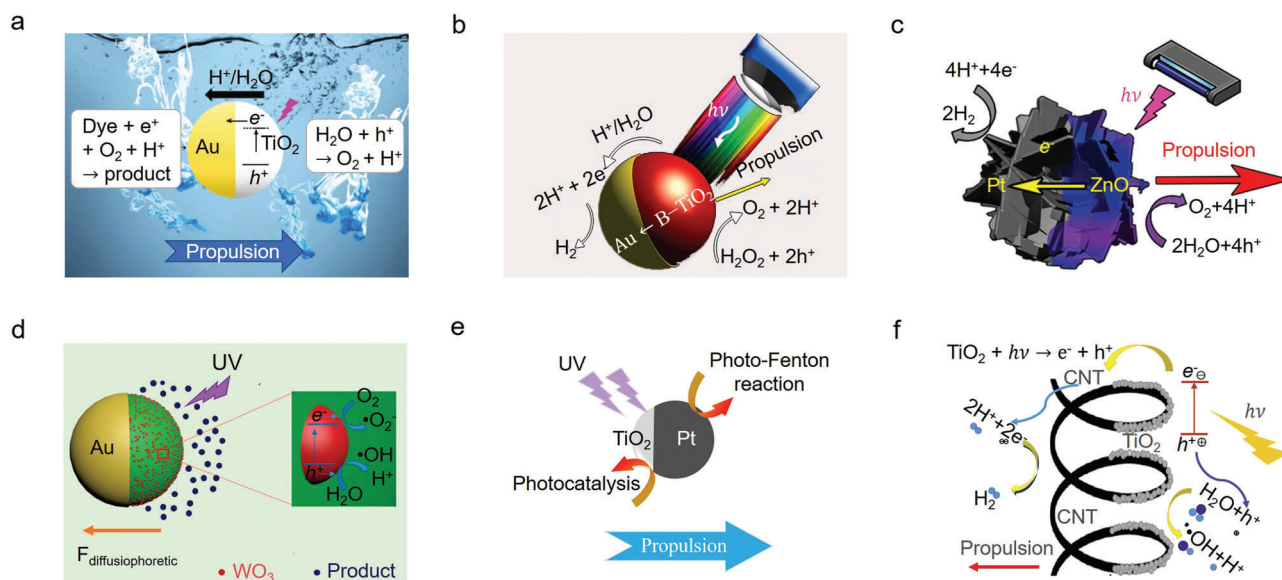 a
H⁺/H₂O
Dye + e⁺
+ O₂ + H⁺
→ product
Au
e⁻
TiO₂
h⁺
H₂O + h⁺
→ O₂ + H⁺
Propulsion
b
hν
H⁺/H₂O
Propulsion
2H⁺ + 2e⁻
H₂
Au ← B−TiO₂
O₂ + 2H⁺
H₂O₂ + 2h⁺
c
4H⁺+4e⁻
2H₂
hν
e⁻
Pt
ZnO
Propulsion
O₂+4H⁺
2H₂O+4h⁺
d
UV
Au
e⁻
O₂
•O₂⁻
•OH
h⁺
H⁺
H₂O
F_diffusiophoretic
• WO₃
• Product
e
UV
Photo-Fenton
reaction
TiO₂
Pt
Photocatalysis
Propulsion
f
TiO₂ + hν → e⁻ + h⁺
CNT
e⁻⊖
2H⁺+2e⁻
TiO₂
h⁺⊕
hν
H₂
CNT
H₂O+h⁺
⊕
•OH+H⁺
Propulsion